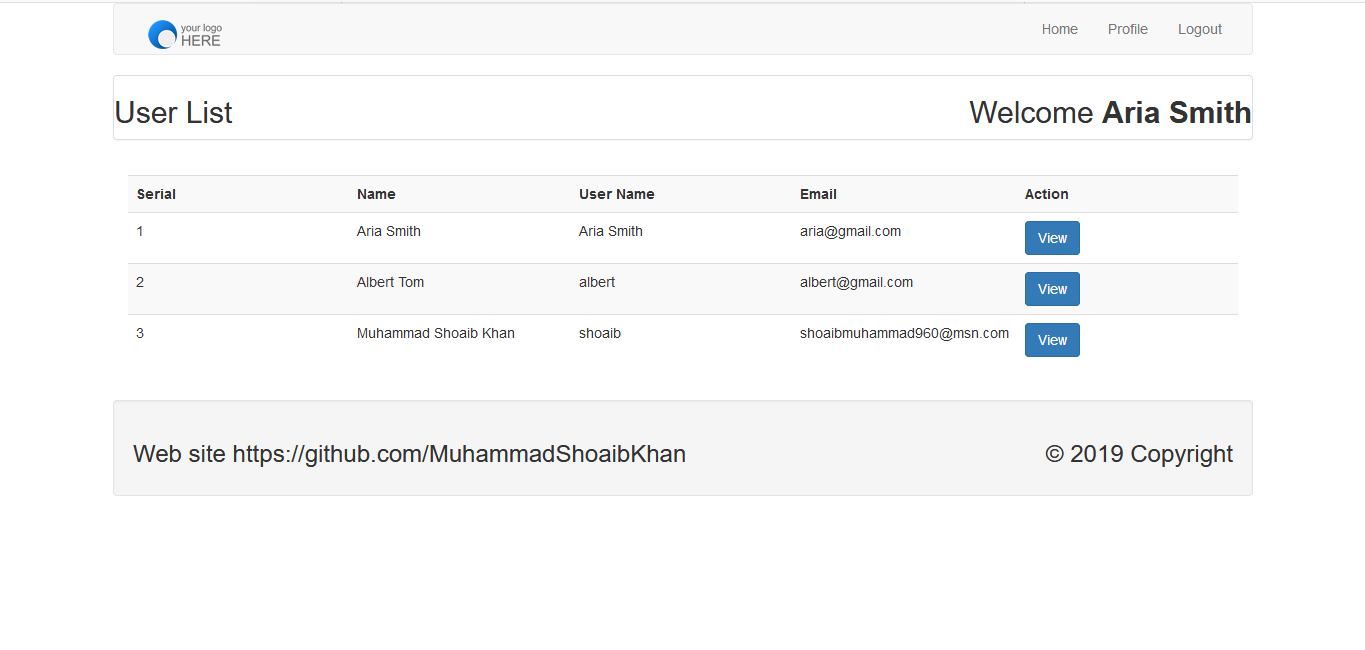 your logo
HERE
Home Profile Logout
User List Welcome Aria Smith
Serial Name User Name Email Action
1 Aria Smith Aria Smith aria@gmail.com View
2 Albert Tom albert albert@gmail.com View
3 Muhammad Shoaib Khan shoaib shoaibmuhammad960@msn.com View
Web site https://github.com/MuhammadShoaibKhan © 2019 Copyright